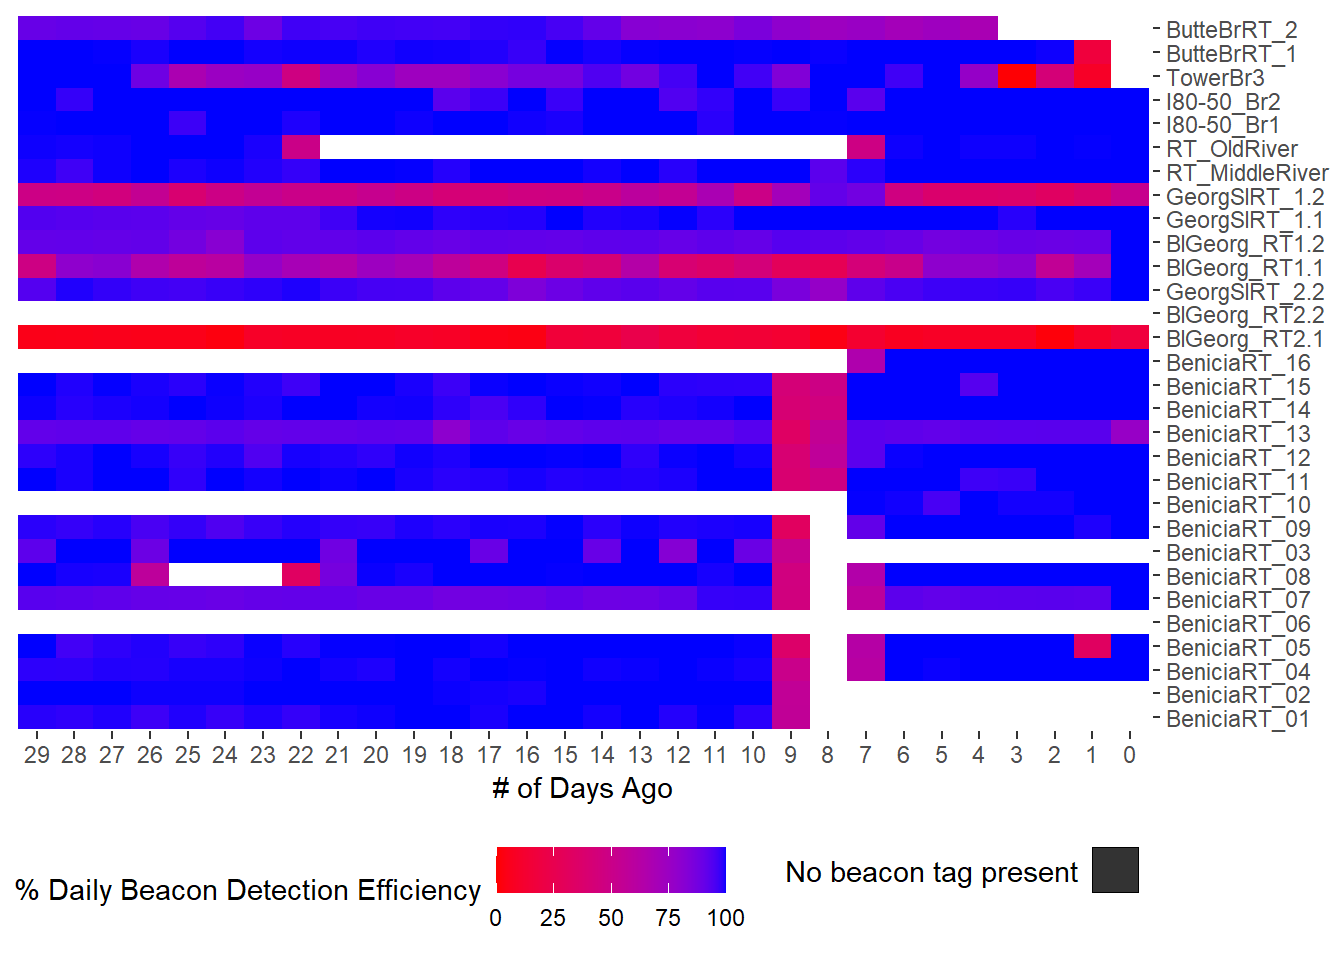 ButteBrRT_2
ButteBrRT_1
TowerBr3
I80-50_Br2
I80-50_Br1
RT_OldRiver
RT_MiddleRiver
GeorgSlRT_1.2
GeorgSlRT_1.1
BlGeorg_RT1.2
BlGeorg_RT1.1
GeorgSlRT_2.2
BlGeorg_RT2.2
BlGeorg_RT2.1
BeniciaRT_16
BeniciaRT_15
BeniciaRT_14
BeniciaRT_13
BeniciaRT_12
BeniciaRT_11
BeniciaRT_10
BeniciaRT_09
BeniciaRT_03
BeniciaRT_08
BeniciaRT_07
BeniciaRT_06
BeniciaRT_05
BeniciaRT_04
BeniciaRT_02
BeniciaRT_01
29 28 27 26 25 24 23 22 21 20 19 18 17 16 15 14 13 12 11 10 9 8 7 6 5 4 3 2 1 0
# of Days Ago
% Daily Beacon Detection Efficiency
0 25 50 75 100
No beacon tag present